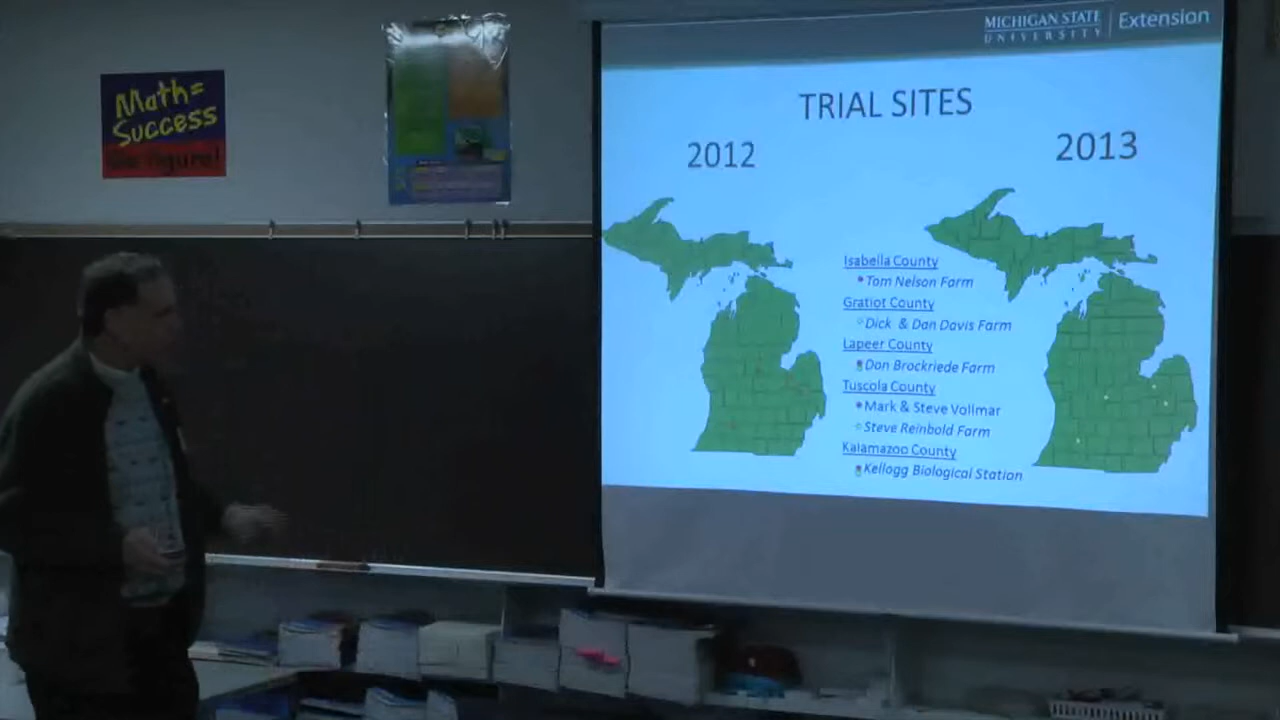 Math=
Success
Go figure!
MICHIGAN STATE
UNIVERSITY
Extension
TRIAL SITES
2012
2013
Isabella County
Tom Nelson Farm
Gratiot County
Dick & Dan Davis Farm
Lapeer County
Don Brockriede Farm
Tuscola County
Mark & Steve Vollmar
Steve Reinbold Farm
Kalamazoo County
Kellogg Biological Station